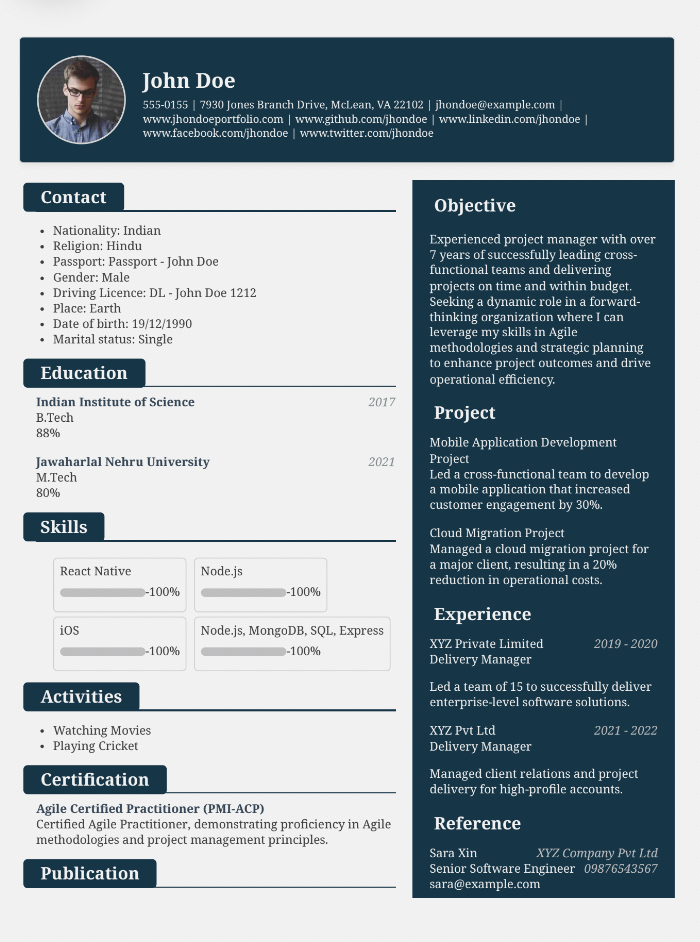 John Doe
555-0155 | 7930 Jones Branch Drive, McLean, VA 22102 | jhondoe@example.com |
www.jhondoeportfolio.com | www.github.com/jhondoe | www.linkedin.com/jhondoe |
www.facebook.com/jhondoe | www.twitter.com/jhondoe
Contact
• Nationality: Indian
• Religion: Hindu
• Passport: Passport - John Doe
• Gender: Male
• Driving Licence: DL - John Doe 1212
• Place: Earth
• Date of birth: 19/12/1990
• Marital status: Single
Education
Indian Institute of Science 2017
B.Tech
88%
Jawaharlal Nehru University 2021
M.Tech
80%
Skills
React Native
-100%
Node.js
-100%
iOS
-100%
Node.js, MongoDB, SQL, Express
-100%
Activities
• Watching Movies
• Playing Cricket
Certification
Agile Certified Practitioner (PMI-ACP)
Certified Agile Practitioner, demonstrating proficiency in Agile
methodologies and project management principles.
Publication
Objective
Experienced project manager with over
7 years of successfully leading cross-
functional teams and delivering
projects on time and within budget.
Seeking a dynamic role in a forward-
thinking organization where I can
leverage my skills in Agile
methodologies and strategic planning
to enhance project outcomes and drive
operational efficiency.
Project
Mobile Application Development
Project
Led a cross-functional team to develop
a mobile application that increased
customer engagement by 30%.
Cloud Migration Project
Managed a cloud migration project for
a major client, resulting in a 20%
reduction in operational costs.
Experience
XYZ Private Limited 2019 - 2020
Delivery Manager
Led a team of 15 to successfully deliver
enterprise-level software solutions.
XYZ Pvt Ltd 2021 - 2022
Delivery Manager
Managed client relations and project
delivery for high-profile accounts.
Reference
Sara Xin XYZ Company Pvt Ltd
Senior Software Engineer 09876543567
sara@example.com